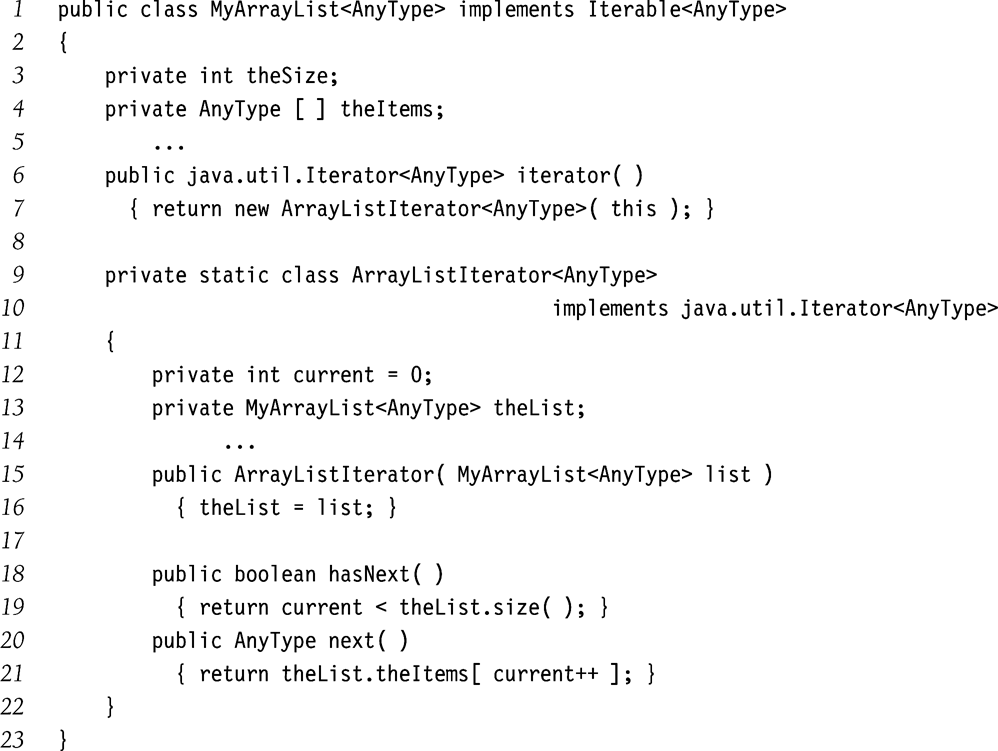 1 public class MyArrayList<AnyType> implements Iterable<AnyType>
2 {
3     private int theSize;
4     private AnyType [ ] theItems;
5         ...
6     public java.util.Iterator<AnyType> iterator( )
7       { return new ArrayListIterator<AnyType>( this ); }
8
9     private static class ArrayListIterator<AnyType>
10                                           implements java.util.Iterator<AnyType>
11     {
12         private int current = 0;
13         private MyArrayList<AnyType> theList;
14               ...
15         public ArrayListIterator( MyArrayList<AnyType> list )
16           { theList = list; }
17
18         public boolean hasNext( )
19           { return current < theList.size( ); }
20         public AnyType next( )
21           { return theList.theItems[ current++ ]; }
22     }
23 }